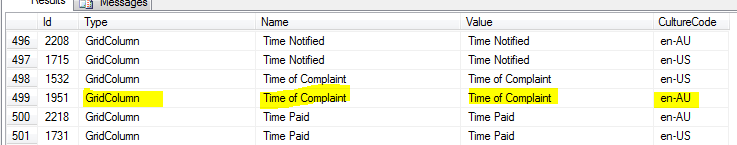 Results Messages
Id Type Name Value CultureCode
496 2208 GridColumn Time Notified Time Notified en-AU
497 1715 GridColumn Time Notified Time Notified en-US
498 1532 GridColumn Time of Complaint Time of Complaint en-US
499 1951 GridColumn Time of Complaint Time of Complaint en-AU
500 2218 GridColumn Time Paid Time Paid en-AU
501 1731 GridColumn Time Paid Time Paid en-US